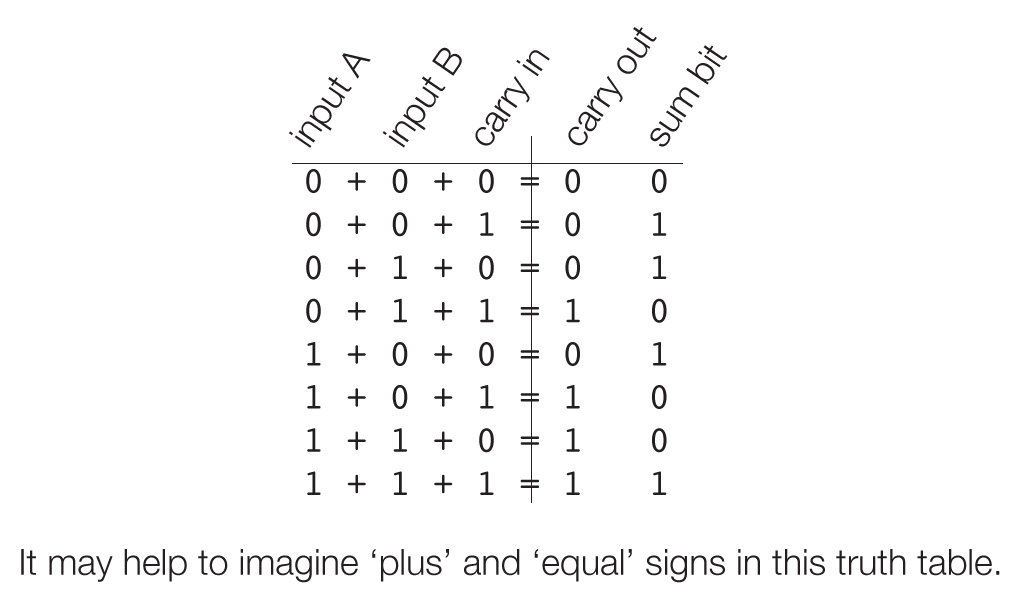 input A input B carry in carry out sum bit
0 + 0 + 0 = 0 0
0 + 0 + 1 = 0 1
0 + 1 + 0 = 0 1
0 + 1 + 1 = 1 0
1 + 0 + 0 = 0 1
1 + 0 + 1 = 1 0
1 + 1 + 0 = 1 0
1 + 1 + 1 = 1 1
It may help to imagine ‘plus’ and ‘equal’ signs in this truth table.